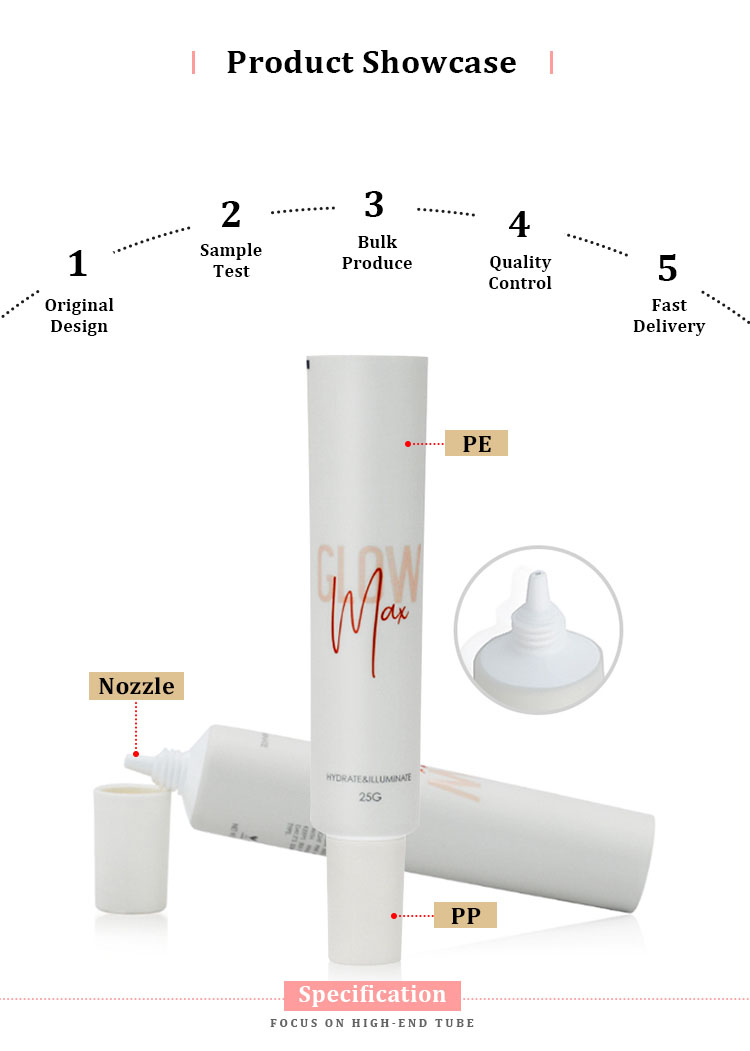 Product Showcase
1
Original
Design
2
Sample
Test
3
Bulk
Produce
4
Quality
Control
5
Fast
Delivery
PE
GLOW
Max
Nozzle
HYDRATE&ILLUMINATE
25G
PP
Specification
FOCUS ON HIGH-END TUBE